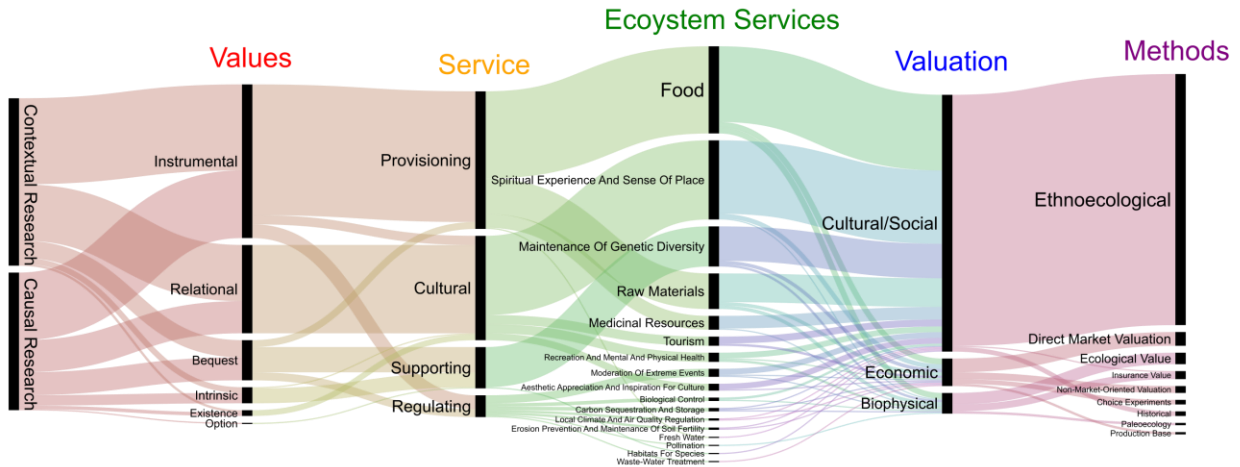 Ecoystem Services
Values
Service
Valuation
Methods
Contextual Research
Causal Research
Instrumental
Relational
Bequest
Intrinsic
Existence
Option
Provisioning
Cultural
Supporting
Regulating
Food
Spiritual Experience And Sense Of Place
Maintenance Of Genetic Diversity
Raw Materials
Medicinal Resources
Tourism
Recreation And Mental And Physical Health
Moderation Of Extreme Events
Aesthetic Appreciation And Inspiration For Culture
Biological Control
Carbon Sequestration And Storage
Local Climate And Air Quality Regulation
Erosion Prevention And Maintenance Of Soil Fertility
Fresh Water
Pollination
Habitats For Species
Waste-Water Treatment
Cultural/Social
Economic
Biophysical
Ethnoecological
Direct Market Valuation
Ecological Value
Insurance Value
Non-Market-Oriented Valuation
Choice Experiments
Historical
Paleoecology
Production Base